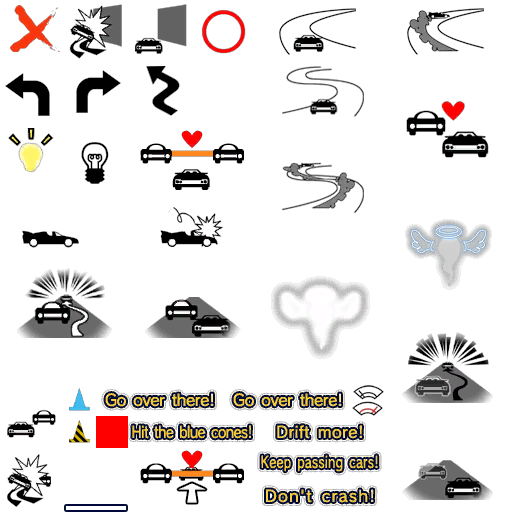 Go over there! Go over there!
Hit the blue cones! Drift more!
Keep passing cars!
Don't crash!